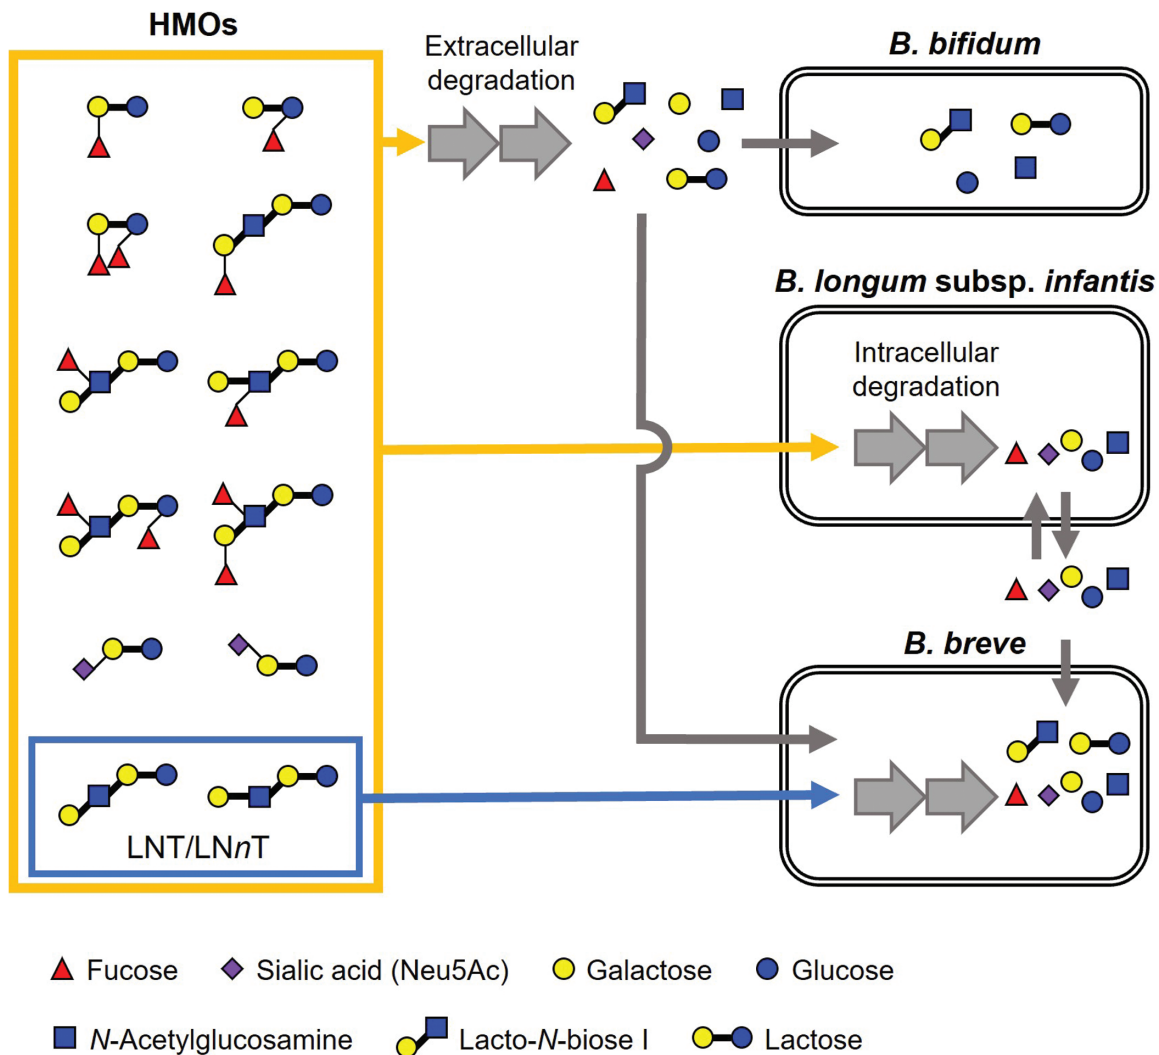 HMOs
Extracellular
degradation
B. bifidum
B. longum subsp. infantis
Intracellular
degradation
B. breve
LNT/LNnT
Fucose
Sialic acid (Neu5Ac)
Galactose
Glucose
N-Acetylglucosamine
Lacto-N-biose I
Lactose